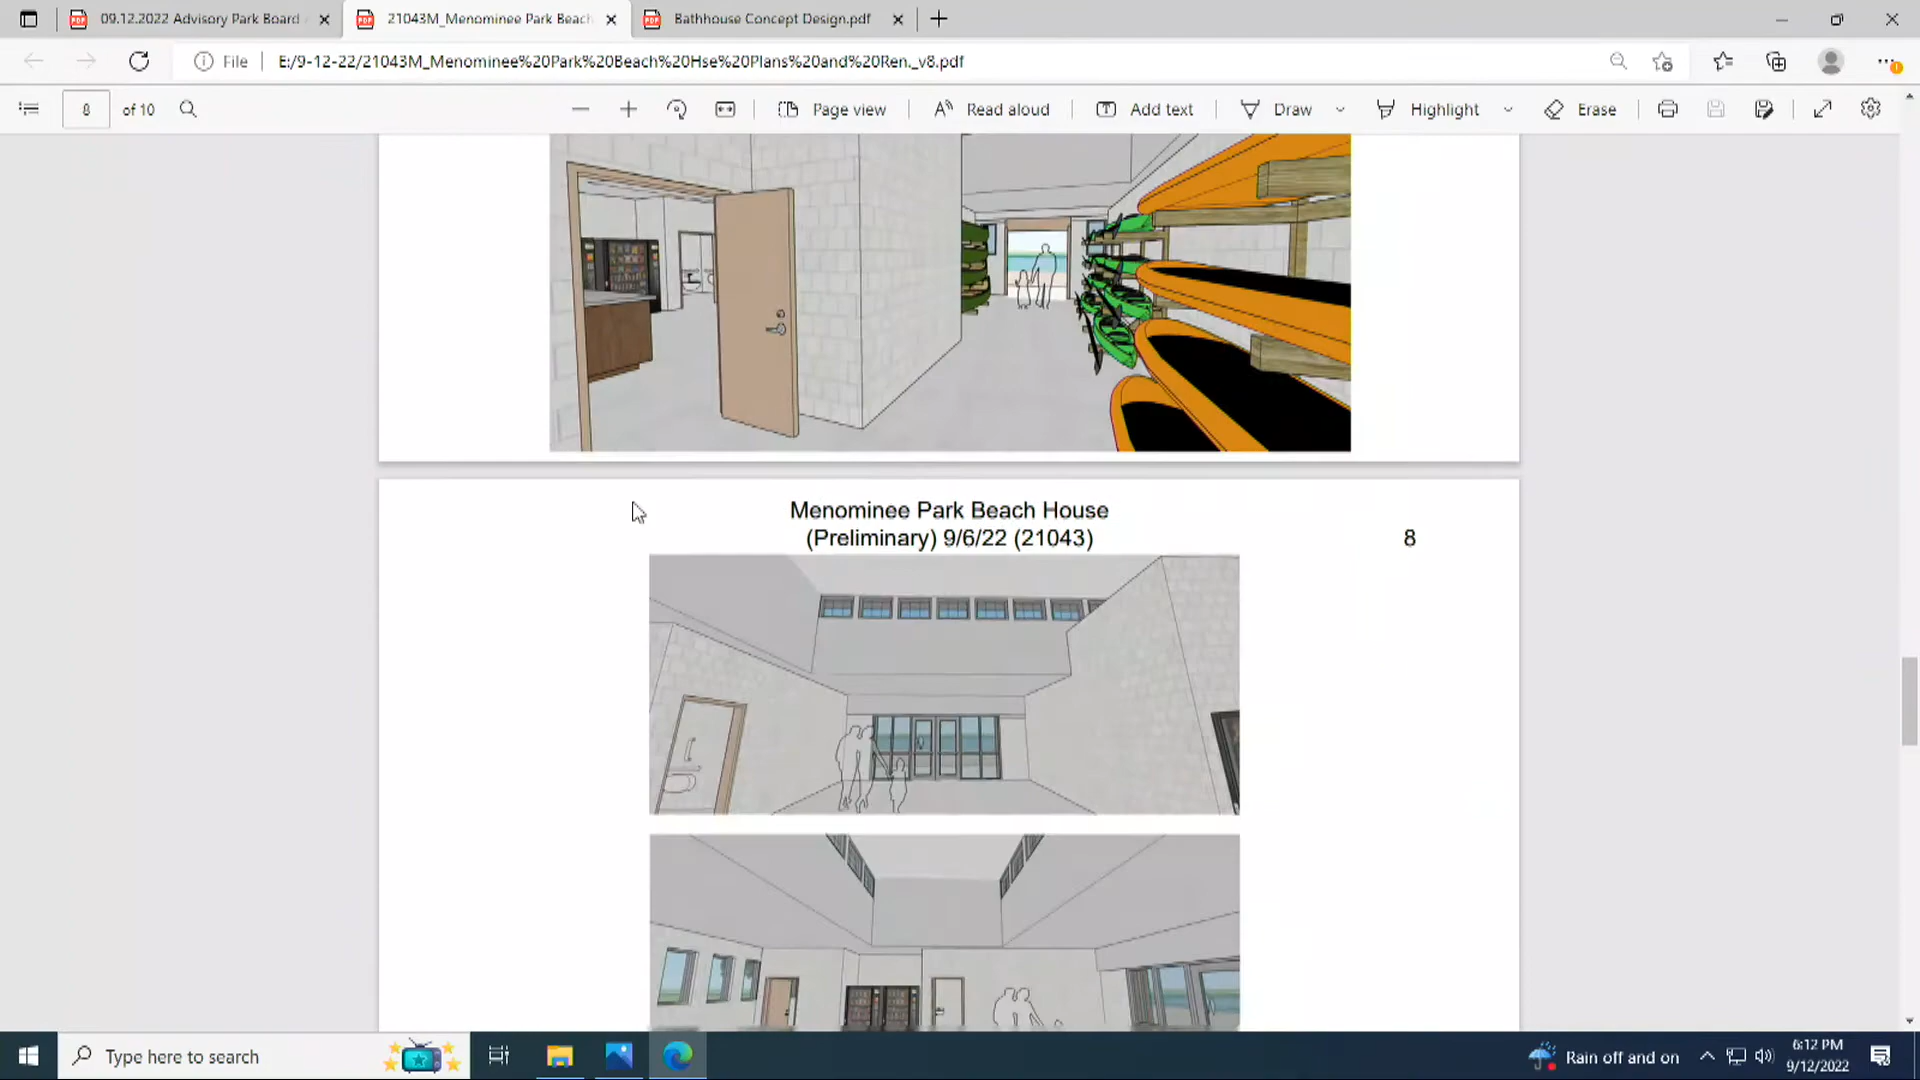 09.12.2022 Advisory Park Board
21043M_Menominee Park Beach
Bathhouse Concept Design.pdf
File
E:/9-12-22/21043M_Menominee%20Park%20Beach%20Hse%20Plans%20and%20Ren._v8.pdf
8 of 10
Page view
Read aloud
Add text
Draw
Highlight
Erase
Menominee Park Beach House
(Preliminary) 9/6/22 (21043)
8
Type here to search
Rain off and on
6:12 PM
9/12/2022